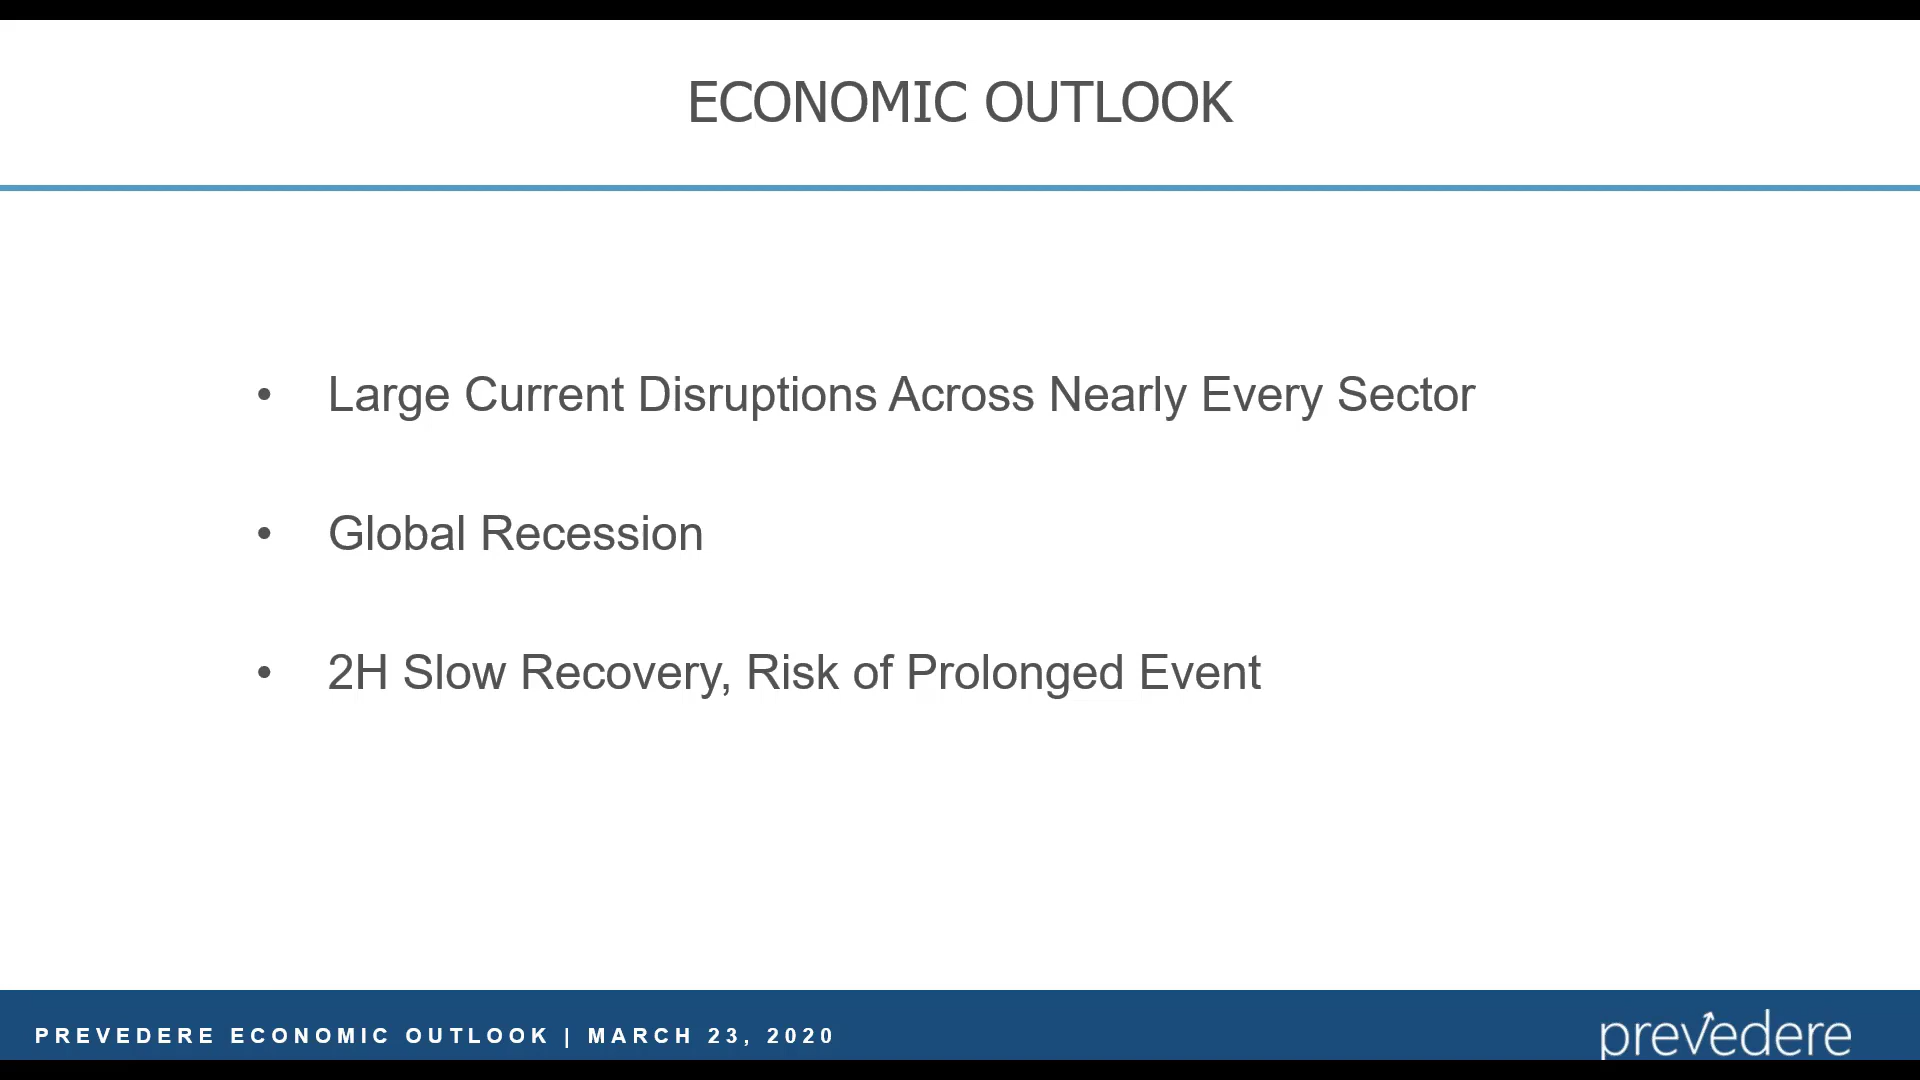 ECONOMIC OUTLOOK
• Large Current Disruptions Across Nearly Every Sector
• Global Recession
• 2H Slow Recovery, Risk of Prolonged Event
PREVEDERE ECONOMIC OUTLOOK | MARCH 23, 2020
prevedere